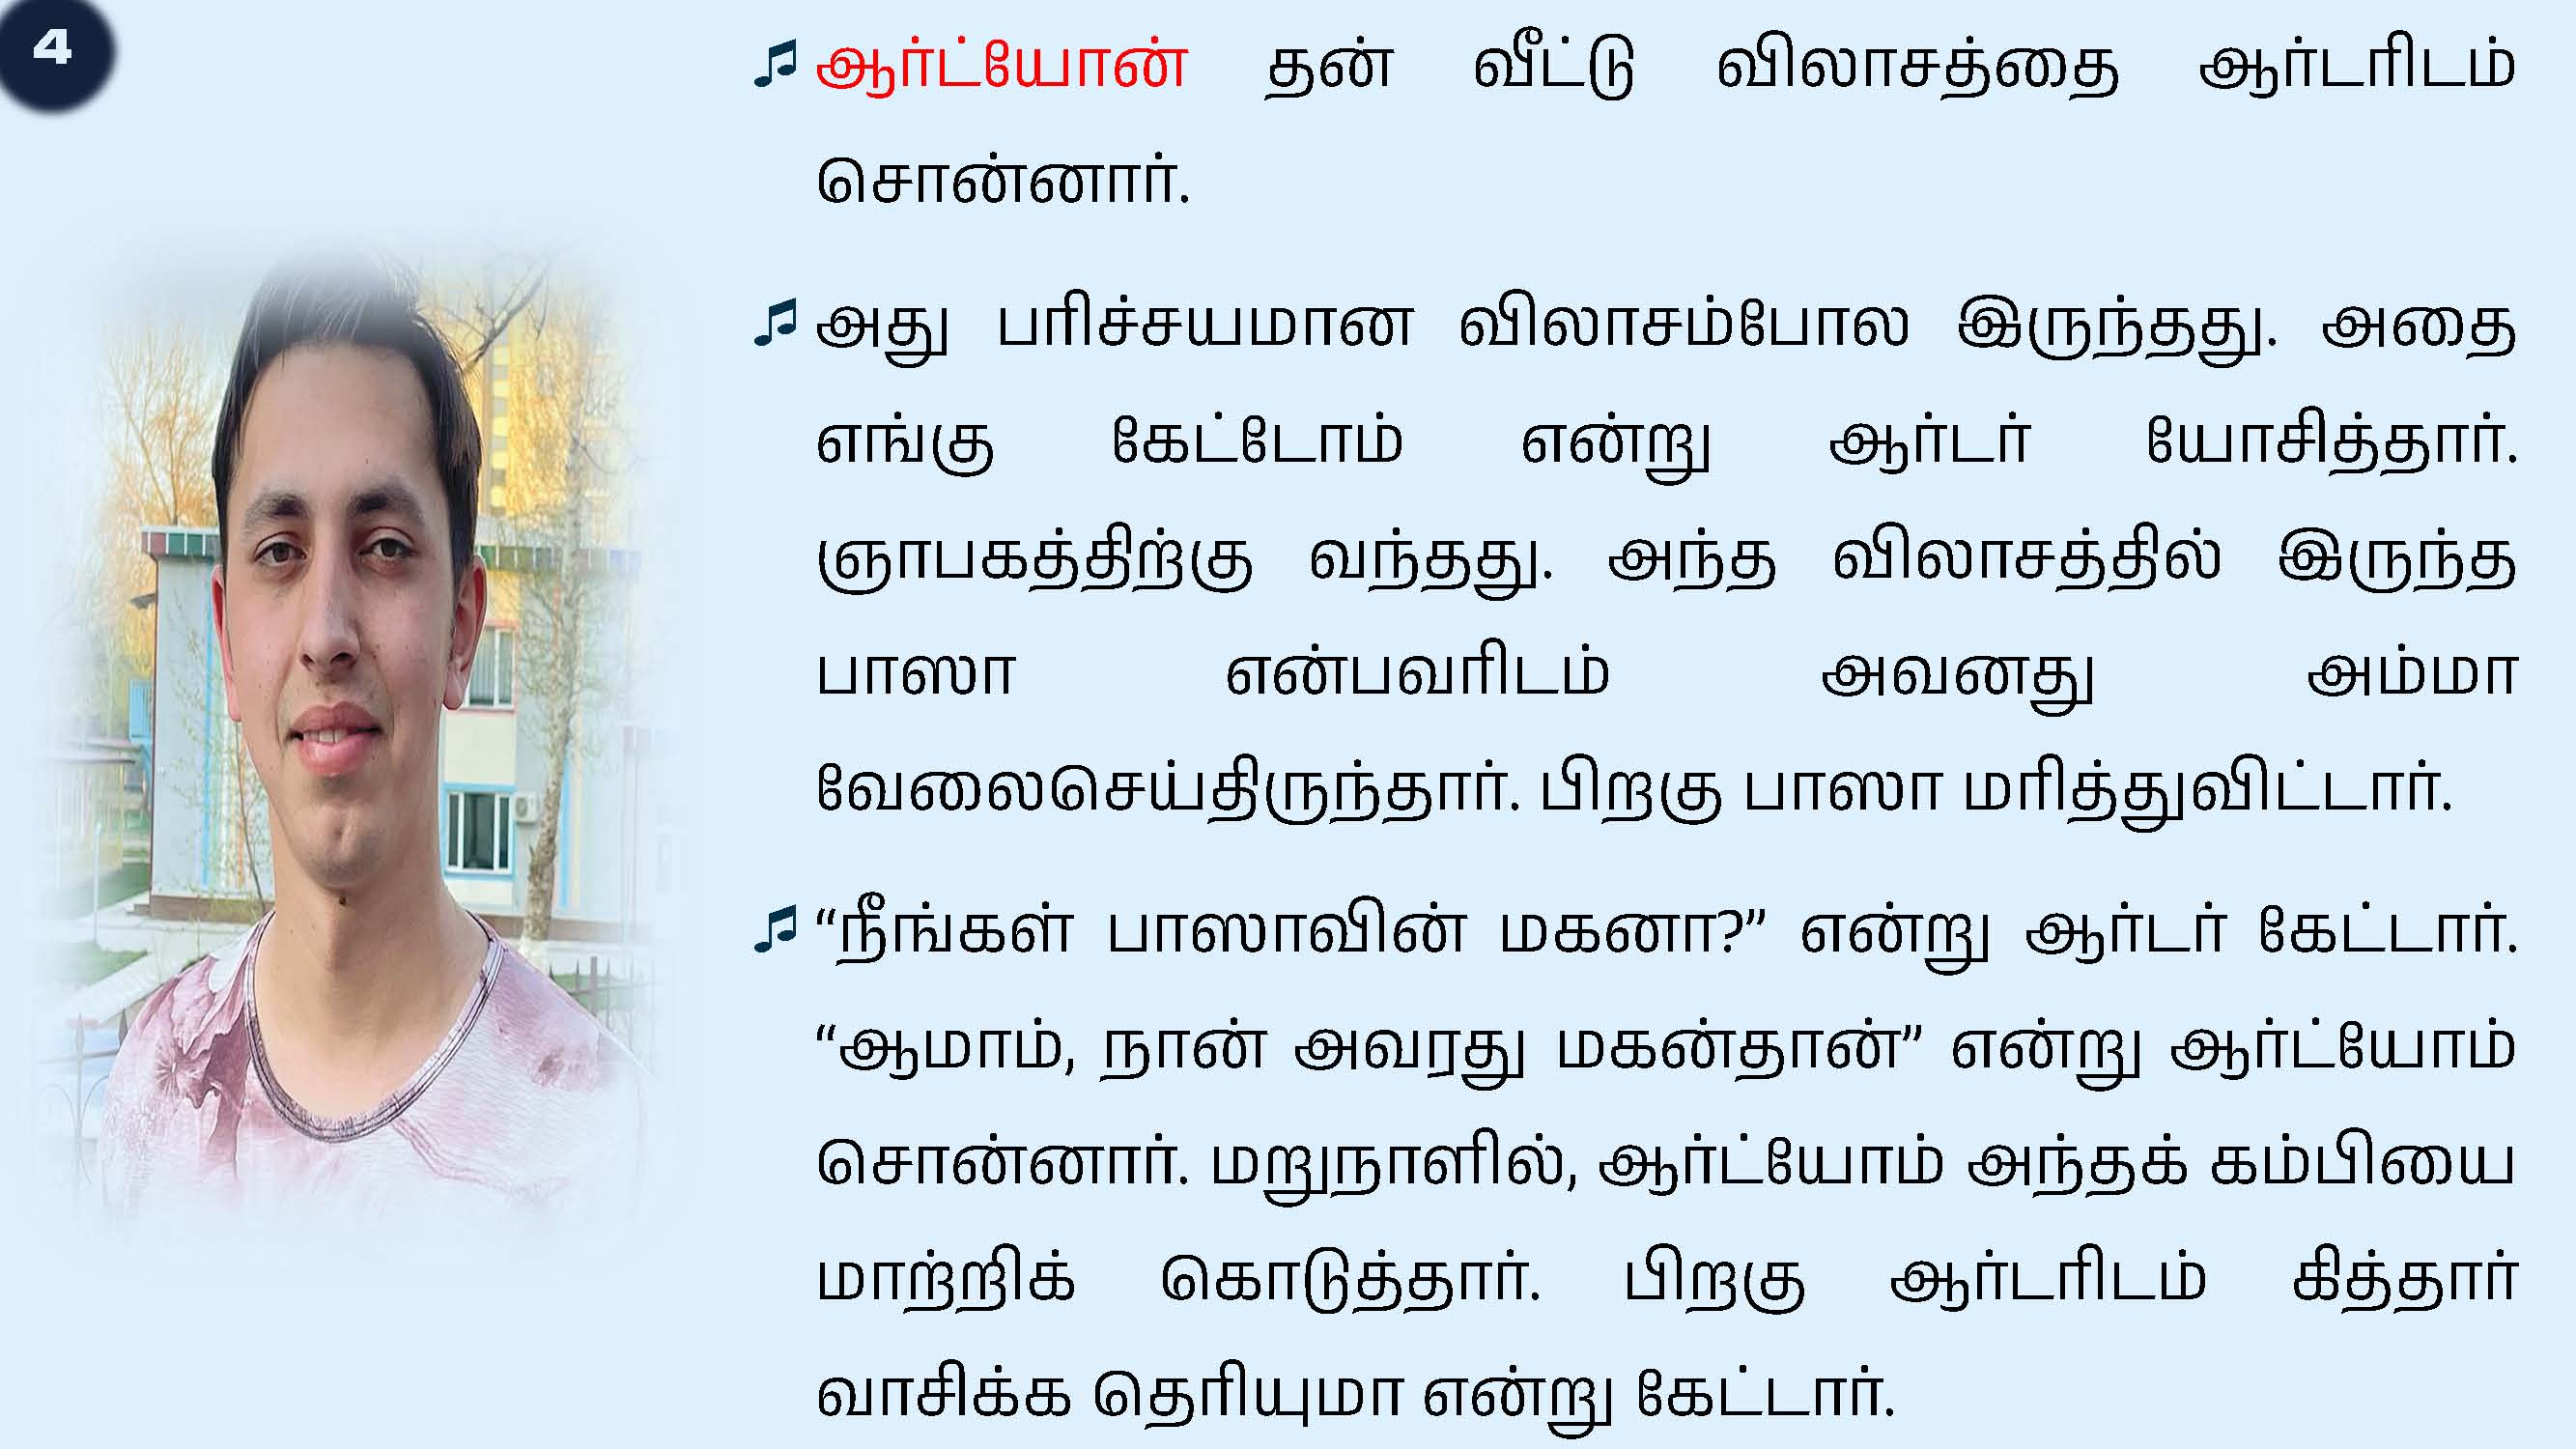 4
ஆர்ட்யோன் தன் வீட்டு விலாசத்தை ஆர்டரிடம்
சொன்னார்.
அது பரிச்சயமான விலாசம்போல இருந்தது. அதை
எங்கு கேட்டோம் என்று ஆர்டர் யோசித்தார்.
ஞாபகத்திற்கு வந்தது. அந்த விலாசத்தில் இருந்த
பாஸா என்பவரிடம் அவனது அம்மா
வேலைசெய்திருந்தார். பிறகு பாஸா மரித்துவிட்டார்.
“நீங்கள் பாஸாவின் மகனா?” என்று ஆர்டர் கேட்டார்.
“ஆமாம், நான் அவரது மகன்தான்” என்று ஆர்ட்யோம்
சொன்னார். மறுநாளில், ஆர்ட்யோம் அந்தக் கம்பியை
மாற்றிக் கொடுத்தார். பிறகு ஆர்டரிடம் கித்தார்
வாசிக்க தெரியுமா என்று கேட்டார்.